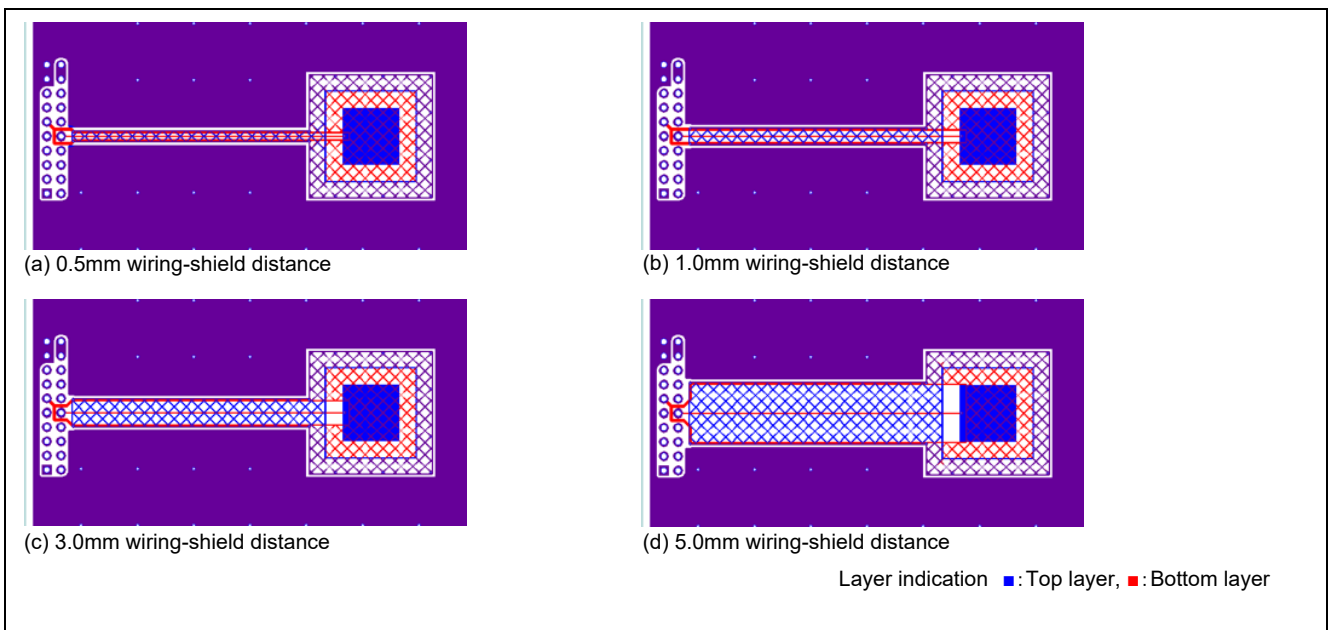 (a) 0.5mm wiring-shield distance
(b) 1.0mm wiring-shield distance
(c) 3.0mm wiring-shield distance
(d) 5.0mm wiring-shield distance
Layer indication ■:Top layer, ■:Bottom layer